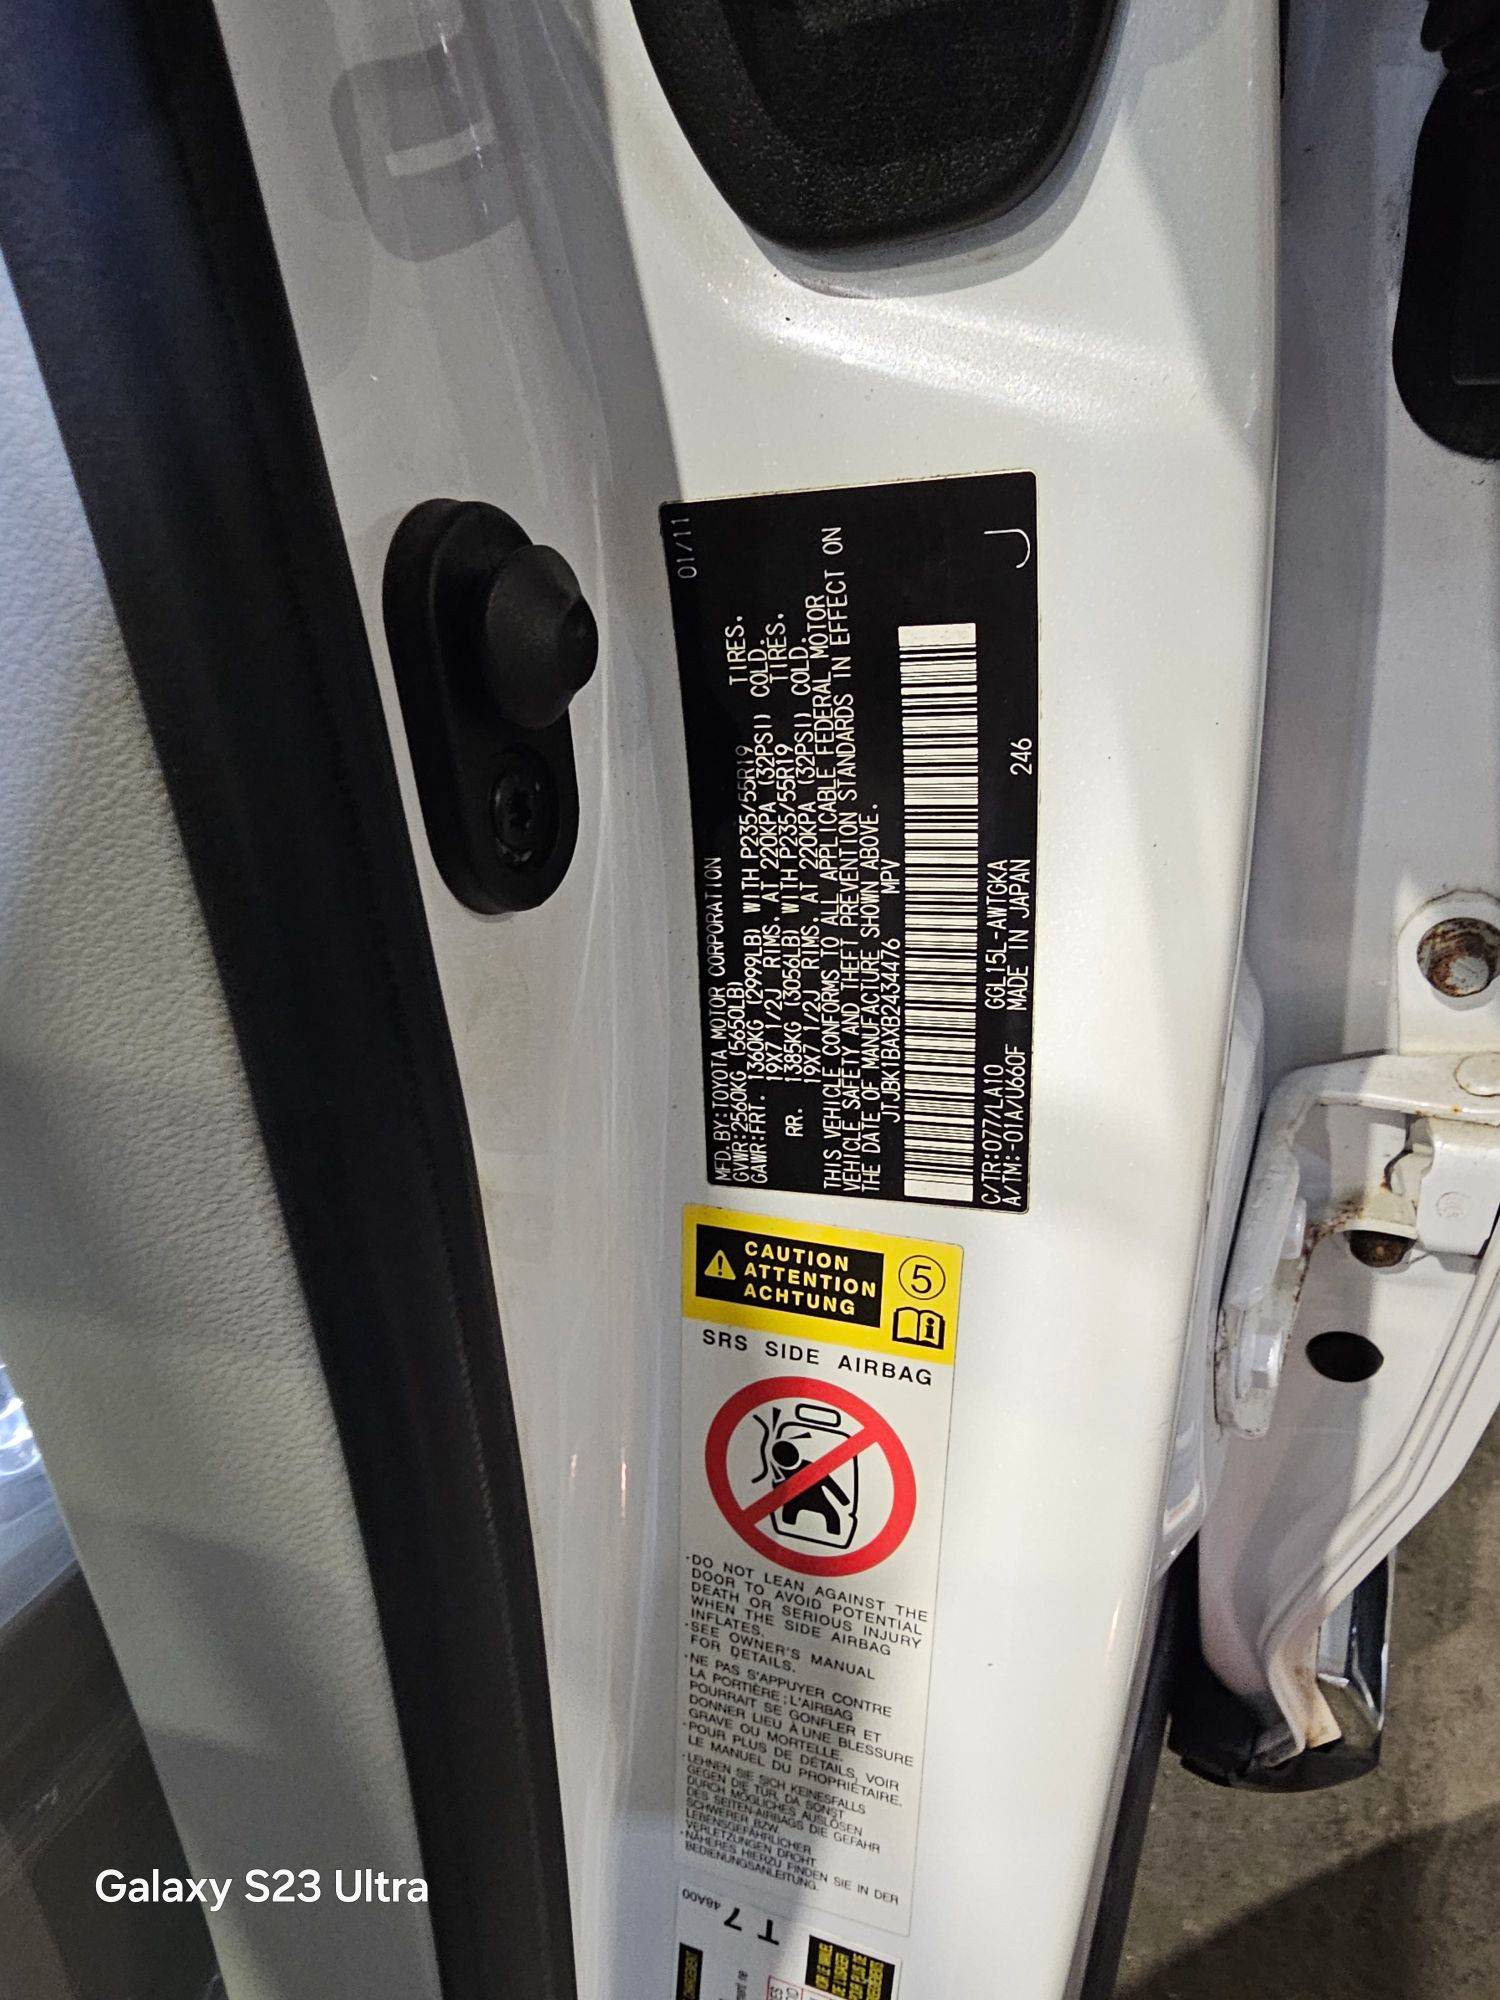 01/11
MFD. BY: TOYOTA MOTOR CORPORATION
GVWR: 2560KG (5650LB)
GAWR: FRT. 1360KG (2999LB) WITH P235/55R19 TIRES,
19X7 1/2J RIMS, AT 220KPA (32PSI) COLD.
RR. 1385KG (3056LB) WITH P235/55R19 TIRES,
19X7 1/2J RIMS, AT 220KPA (32PSI) COLD.
THIS VEHICLE CONFORMS TO ALL APPLICABLE FEDERAL MOTOR
VEHICLE SAFETY AND THEFT PREVENTION STANDARDS IN EFFECT ON
THE DATE OF MANUFACTURE SHOWN ABOVE.
JTJBK1BAXB2434476 MPV
C/TR: 077/LA10 GGL15L-AWTGKA
A/TM: -01A/U660F MADE IN JAPAN 246
J
CAUTION
ATTENTION
ACHTUNG
5
SRS SIDE AIRBAG
·DO NOT LEAN AGAINST THE
DOOR TO AVOID POTENTIAL
DEATH OR SERIOUS INJURY
WHEN THE SIDE AIRBAG
INFLATES.
·SEE OWNER'S MANUAL
FOR DETAILS.
·NE PAS S'APPUYER CONTRE
LA PORTIÈRE; L'AIRBAG
POURRAIT SE GONFLER ET
DONNER LIEU À UNE BLESSURE
GRAVE OU MORTELLE.
·POUR PLUS DE DÉTAILS, VOIR
LE MANUEL DU PROPRIÉTAIRE.
·LEHNEN SIE SICH KEINESFALLS
GEGEN DIE TÜR, DA SONST
DURCH MÖGLICHES AUSLÖSEN
DES SEITEN-AIRBAGS DIE GEFAHR
SCHWERER BZW.
LEBENSGEFÄHRLICHER
VERLETZUNGEN DROHT.
·NÄHERES HIERZU FINDEN SIE IN DER
BEDIENUNGSANLEITUNG.
T 7 48A00
Galaxy S23 Ultra